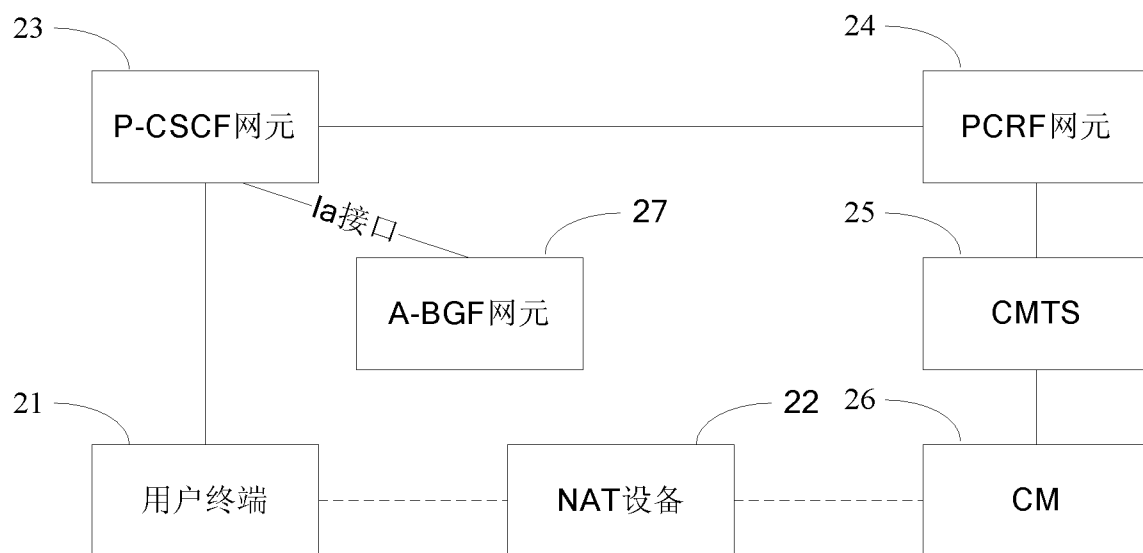 23
24
P-CSCF网元
PCRF网元
Ia接口
27
25
A-BGF网元
CMTS
21
22
26
用户终端
NAT设备
CM